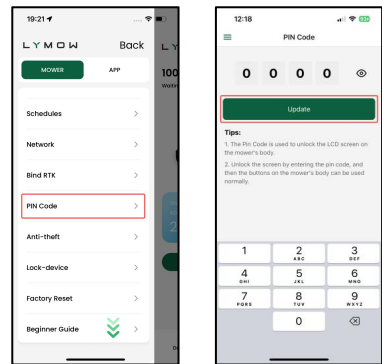 19:21
LYMOW
Back
MOWER
APP
Schedules
Network
Bind RTK
PIN Code
Anti-theft
Lock-device
Factory Reset
Beginner Guide
L Y
100
12:18
93
PIN Code
0 0 0 0
Update
Tips:
1. The Pin Code is used to unlock the LCD screen on
the mower's body.
2. Unlock the screen by entering the pin code, and
then the buttons on the mower's body can be used
normally.
1
2
ABC
3
DEF
4
GHI
5
JKL
6
MNO
7
PQRS
8
TUV
9
WXYZ
0